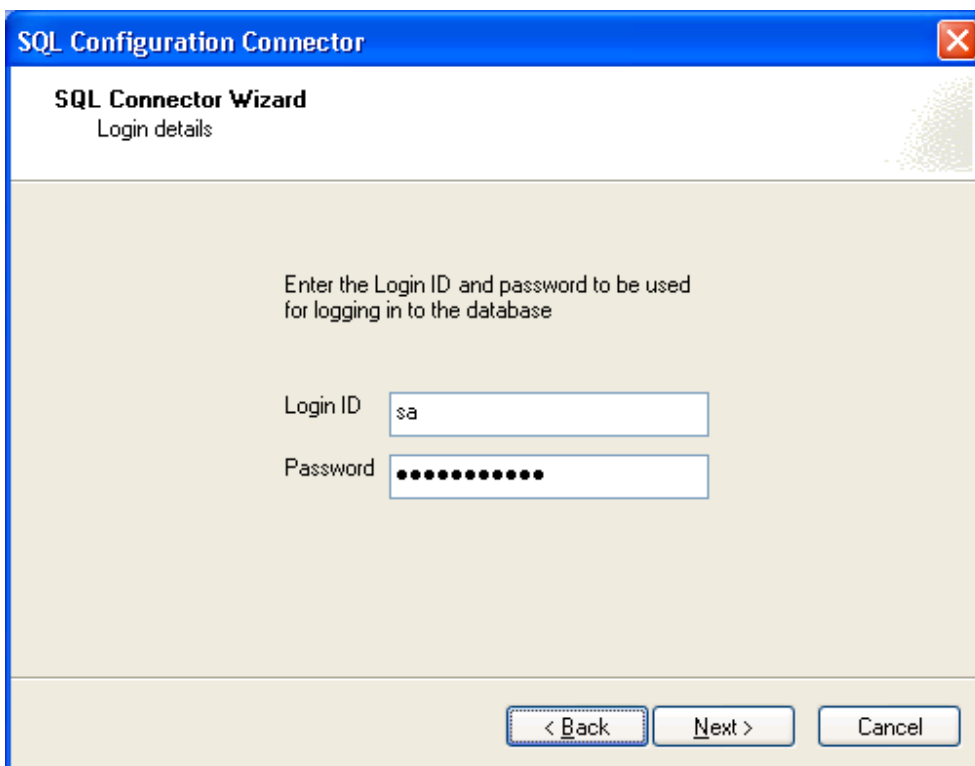 SQL Configuration Connector
SQL Connector Wizard
Login details
Enter the Login ID and password to be used
for logging in to the database
Login ID
sa
Password
●●●●●●●●●●●
< Back
Next >
Cancel